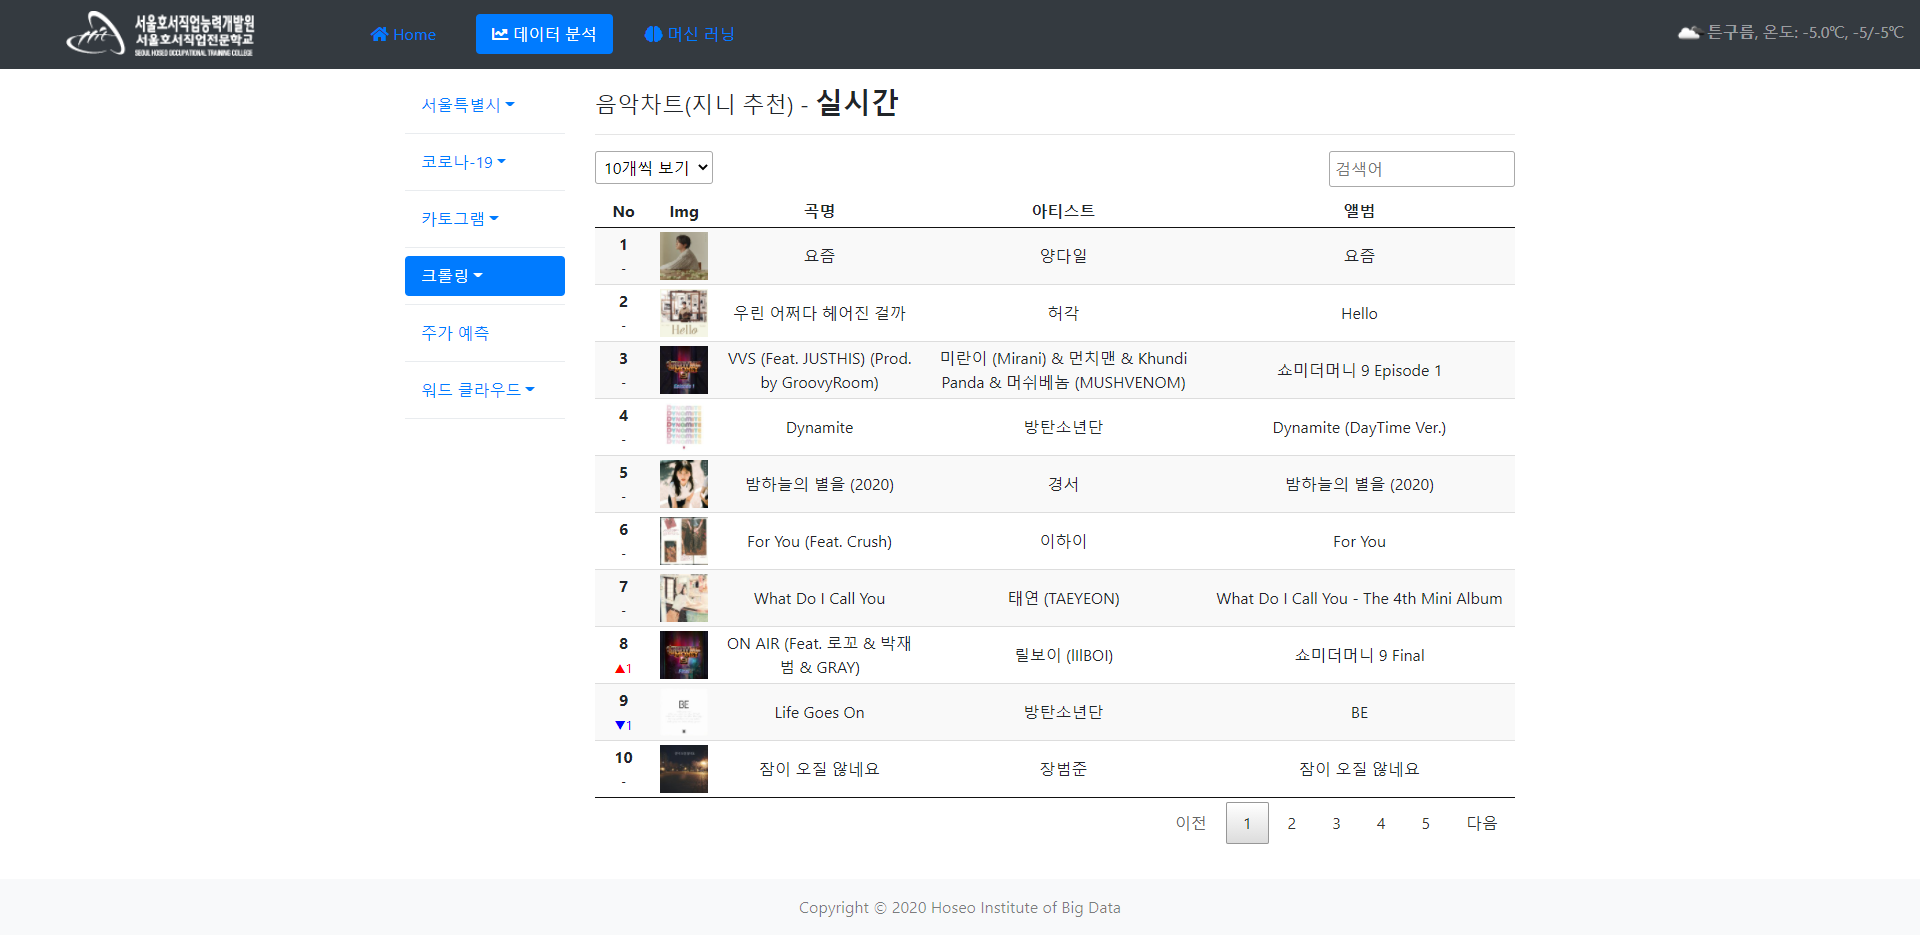 서울호서직업능력개발원
서울호서직업전문학교
SEOUL HOSEO OCCUPATIONAL TRAINING COLLEGE
Home
데이터 분석
머신 러닝
튼구름, 온도: -5.0℃, -5/-5℃
서울특별시
코로나-19
카토그램
크롤링
주가 예측
워드 클라우드
음악차트(지니 추천) - 실시간
10개씩 보기
검색어
No Img 곡명 아티스트 앨범
1 - 요즘 양다일 요즘
2 - 우린 어쩌다 헤어진 걸까 허각 Hello
Hello
3 - VVS (Feat. JUSTHIS) (Prod. by GroovyRoom) 미란이 (Mirani) & 먼치맨 & Khundi Panda & 머쉬베놈 (MUSHVENOM) 쇼미더머니 9 Episode 1
4 - Dynamite 방탄소년단 Dynamite (DayTime Ver.)
5 - 밤하늘의 별을 (2020) 경서 밤하늘의 별을 (2020)
6 - For You (Feat. Crush) 이하이 For You
7 - What Do I Call You 태연 (TAEYEON) What Do I Call You - The 4th Mini Album
8 ▲1 ON AIR (Feat. 로꼬 & 박재범 & GRAY) 릴보이 (lIlBOI) 쇼미더머니 9 Final
9 ▼1 BE Life Goes On 방탄소년단 BE
10 - 잠이 오질 않네요 장범준 잠이 오질 않네요
이전 1 2 3 4 5 다음
Copyright © 2020 Hoseo Institute of Big Data